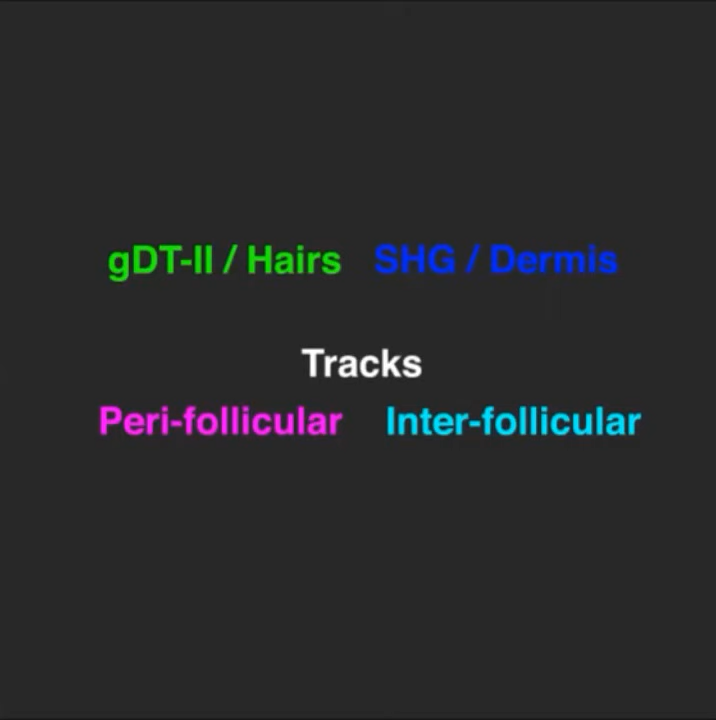 gDT-II / Hairs SHG / Dermis
Tracks
Peri-follicular Inter-follicular